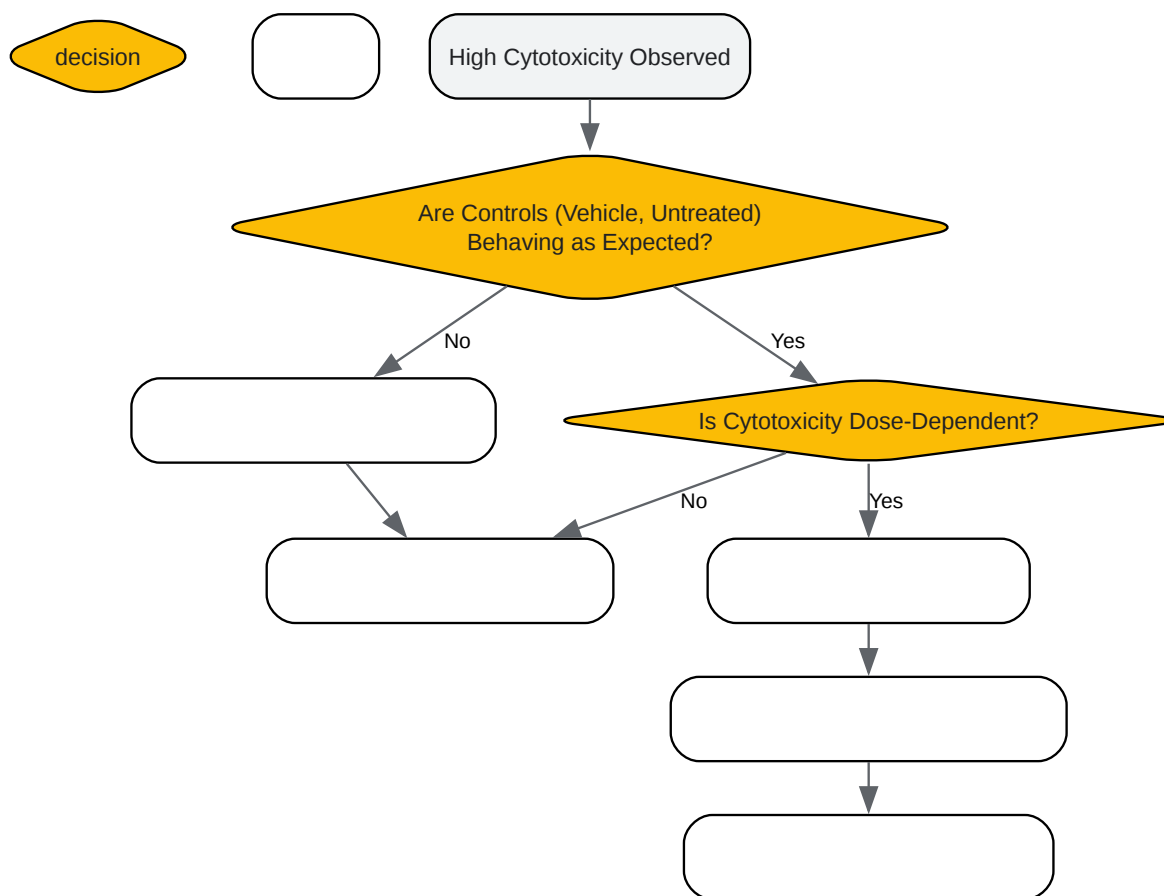 decision
High Cytotoxicity Observed
Are Controls (Vehicle, Untreated)
Behaving as Expected?
No
Yes
Is Cytotoxicity Dose-Dependent?
No
Yes